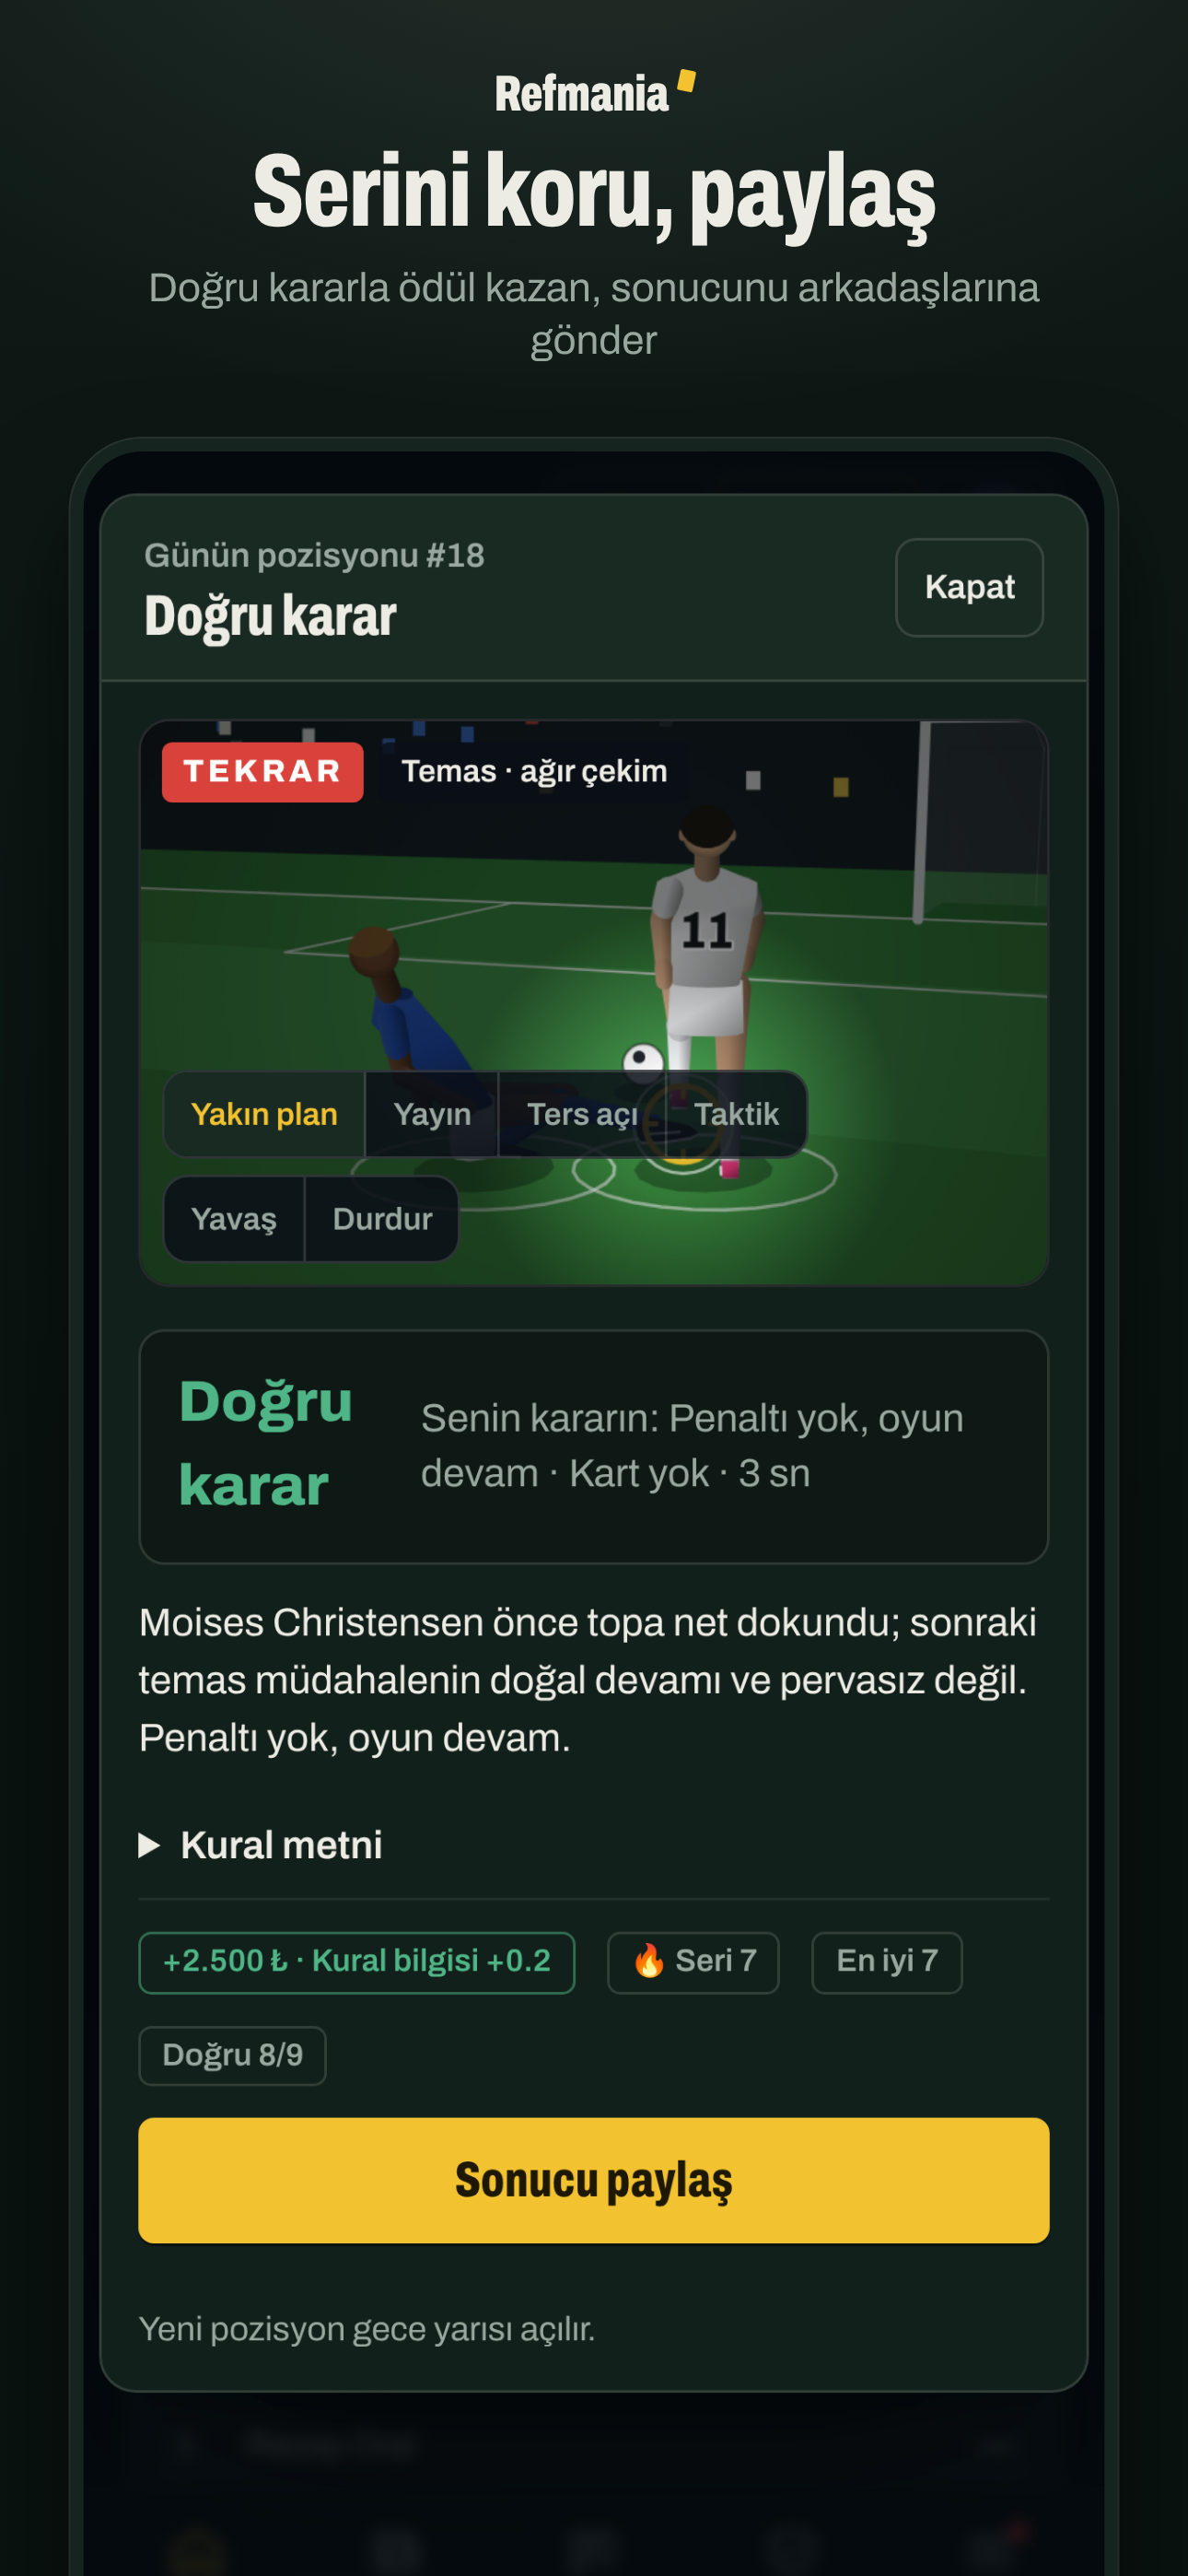 Refmania
Serini koru, paylaş
Doğru kararla ödül kazan, sonucunu arkadaşlarına
gönder
Günün pozisyonu #18
Doğru karar
Kapat
TEKRAR
Temas · ağır çekim
11
Yakın plan
Yayın
Ters açı
Taktik
Yavaş
Durdur
Doğru
karar
Senin kararın: Penaltı yok, oyun
devam · Kart yok · 3 sn
Moises Christensen önce topa net dokundu; sonraki
temas müdahalenin doğal devamı ve pervasız değil.
Penaltı yok, oyun devam.
Kural metni
+2.500 ₺ · Kural bilgisi +0.2
🔥 Seri 7
En iyi 7
Doğru 8/9
Sonucu paylaş
Yeni pozisyon gece yarısı açılır.